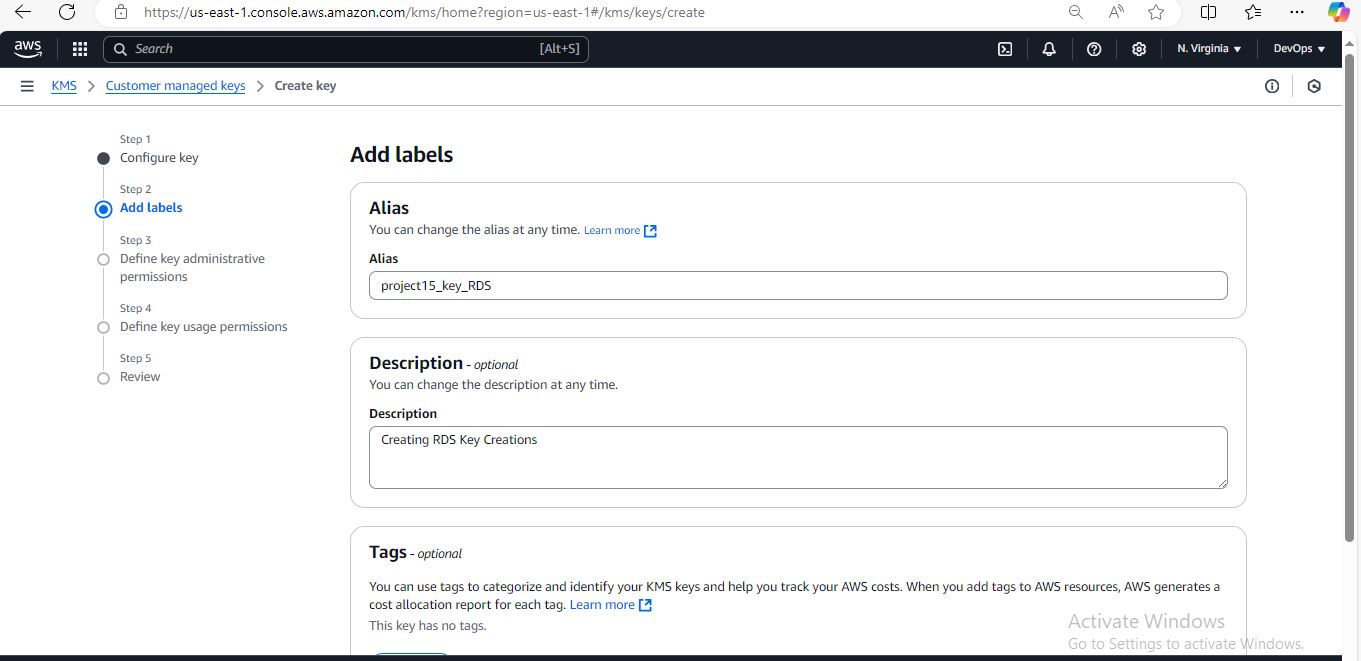 https://us-east-1.console.aws.amazon.com/kms/home?region=us-east-1#/kms/keys/create
aws
Search
[Alt+S]
N. Virginia
DevOps
KMS
Customer managed keys
Create key
Step 1
Configure key
Step 2
Add labels
Step 3
Define key administrative
permissions
Step 4
Define key usage permissions
Step 5
Review
Add labels
Alias
You can change the alias at any time. Learn more
Alias
project15_key_RDS
Description - optional
You can change the description at any time.
Description
Creating RDS Key Creations
Tags - optional
You can use tags to categorize and identify your KMS keys and help you track your AWS costs. When you add tags to AWS resources, AWS generates a
cost allocation report for each tag. Learn more
This key has no tags.
Activate Windows
Go to Settings to activate Windows.